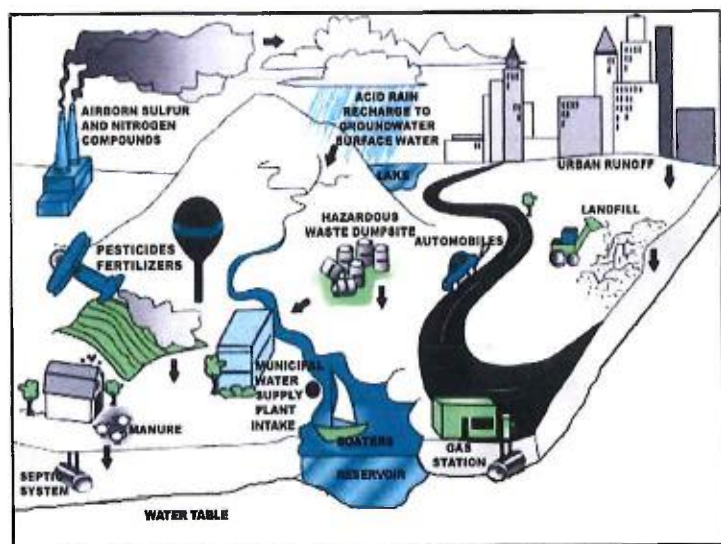 AIRBORN SULFUR
AND NITROGEN
COMPOUNDS
ACID RAIN
RECHARGE TO
GROUNDWATER
SURFACE WATER
LAKE
URBAN RUNOFF
LANDFILL
HAZARDOUS
WASTE DUMPSITE
AUTOMOBILES
PESTICIDES
FERTILIZERS
MUNICIPAL
WATER
SUPPLY
PLANT
INTAKE
MANURE
BOATERS
GAS
STATION
SEPTIC
SYSTEM
RESERVOIR
WATER TABLE